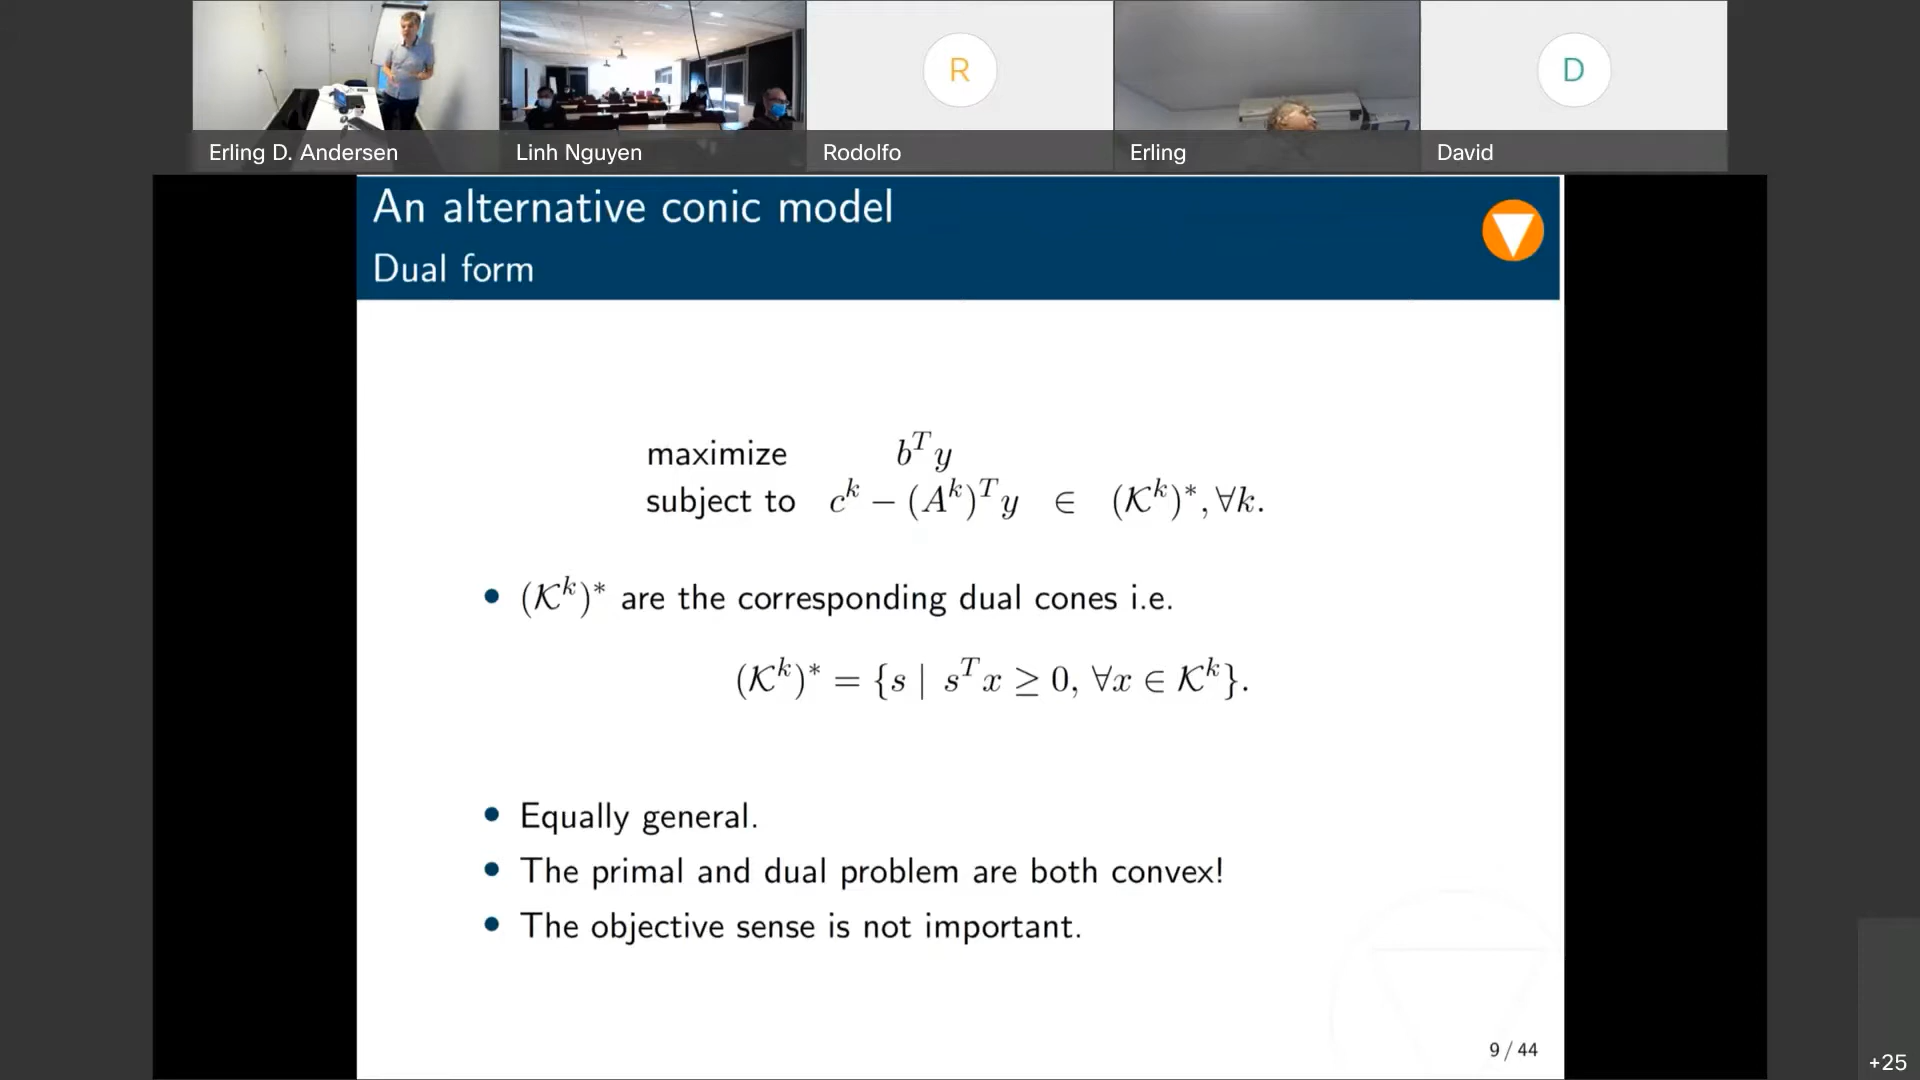 R
D
Erling D. Andersen
Linh Nguyen
Rodolfo
Erling
David
An alternative conic model
Dual form
maximize b^T y
subject to c^k − (A^k)^T y ∈ (𝒦^k)^*, ∀k.
• (𝒦^k)^* are the corresponding dual cones i.e.
(𝒦^k)^* = {s | s^T x ≥ 0, ∀x ∈ 𝒦^k}.
• Equally general.
• The primal and dual problem are both convex!
• The objective sense is not important.
9 / 44
+25